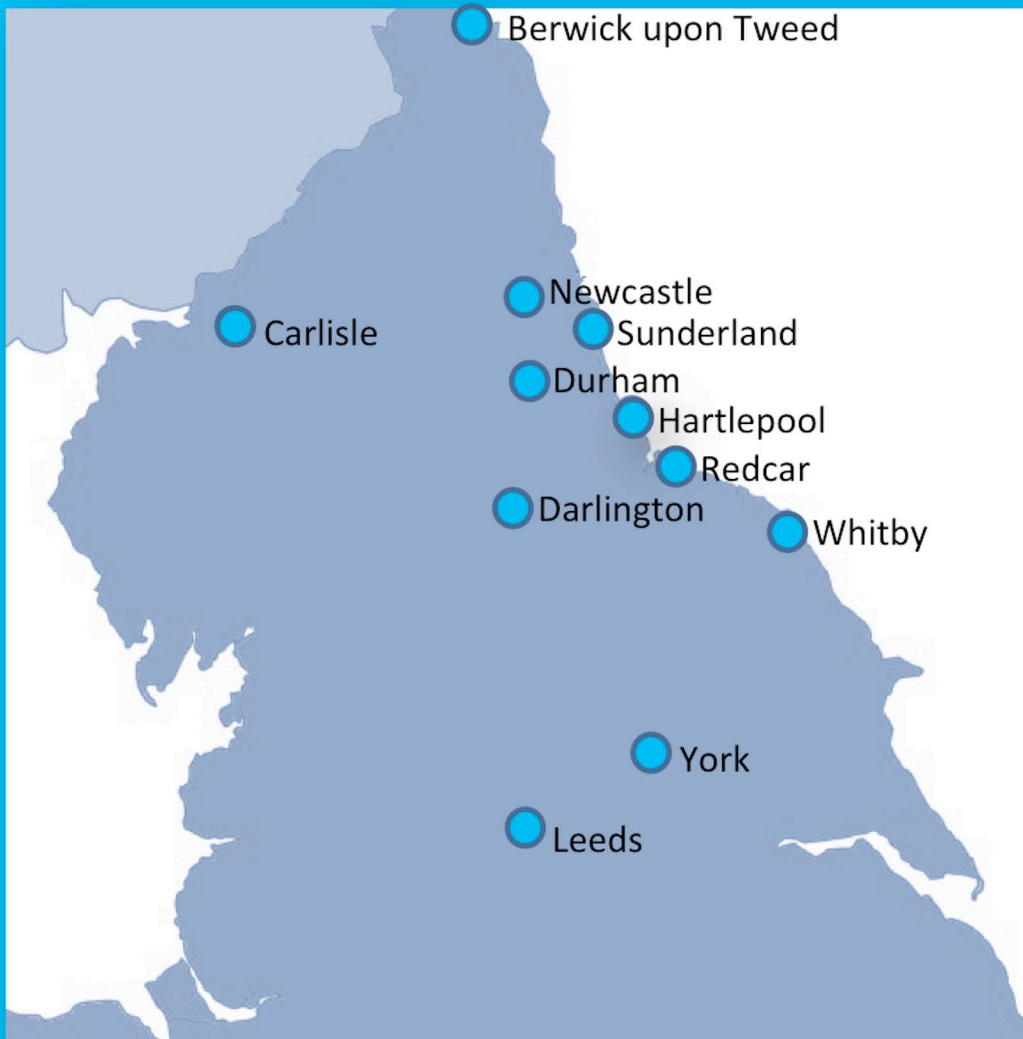 Berwick upon Tweed
Newcastle
Carlisle
Sunderland
Durham
Hartlepool
Redcar
Darlington
Whitby
York
Leeds